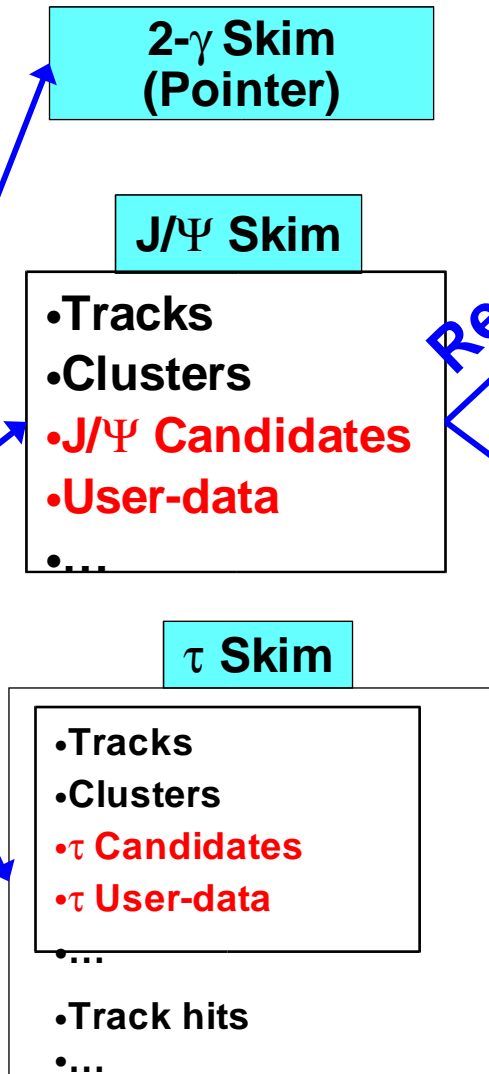 2-γ Skim
(Pointer)
J/Ψ Skim
•Tracks
•Clusters
•J/Ψ Candidates
•User-data
•...
τ Skim
•Tracks
•Clusters
•τ Candidates
•τ User-data
•...
•Track hits
•...